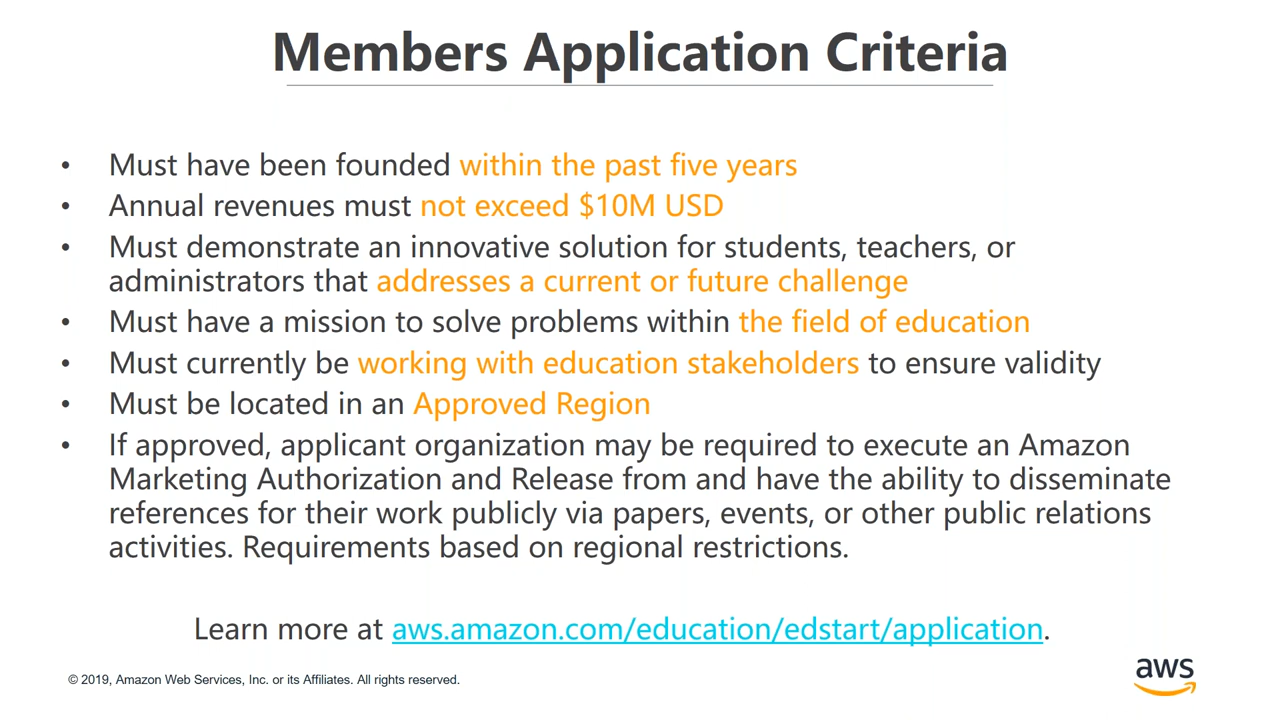 Members Application Criteria
• Must have been founded within the past five years
• Annual revenues must not exceed $10M USD
• Must demonstrate an innovative solution for students, teachers, or
administrators that addresses a current or future challenge
• Must have a mission to solve problems within the field of education
• Must currently be working with education stakeholders to ensure validity
• Must be located in an Approved Region
• If approved, applicant organization may be required to execute an Amazon
Marketing Authorization and Release from and have the ability to disseminate
references for their work publicly via papers, events, or other public relations
activities. Requirements based on regional restrictions.
Learn more at aws.amazon.com/education/edstart/application.
© 2019, Amazon Web Services, Inc. or its Affiliates. All rights reserved.
aws